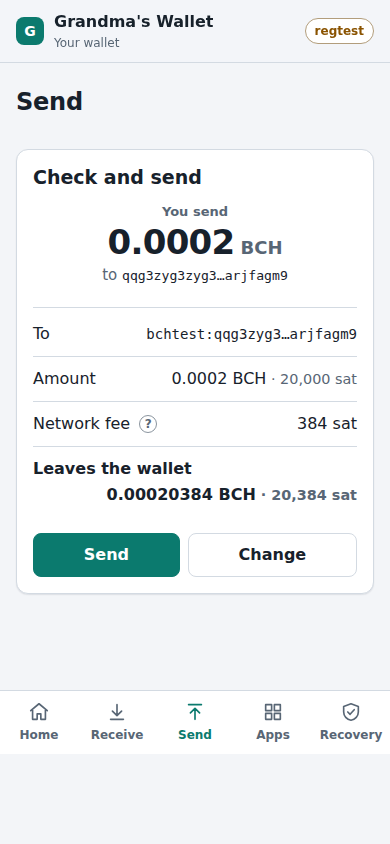 G
Grandma's Wallet
Your wallet
regtest
Send
Check and send
You send
0.0002 BCH
to qqg3zyg3zyg3…arjfagm9
To bchtest:qqg3zyg3…arjfagm9
Amount 0.0002 BCH · 20,000 sat
Network fee ? 384 sat
Leaves the wallet
0.00020384 BCH · 20,384 sat
Send Change
Home Receive Send Apps Recovery